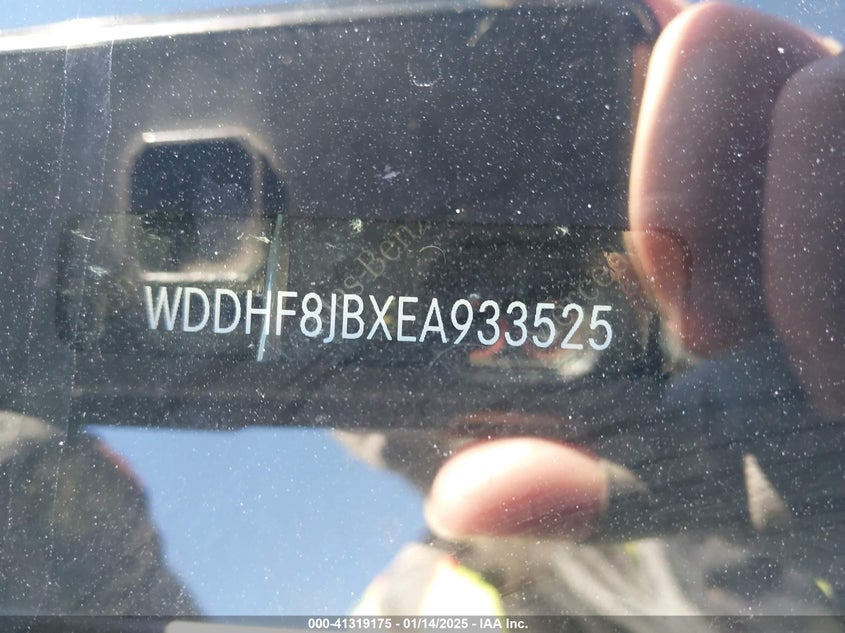 WDDHF8JBXEA933525
000-41319175 — 01/14/2025 — IAA Inc.